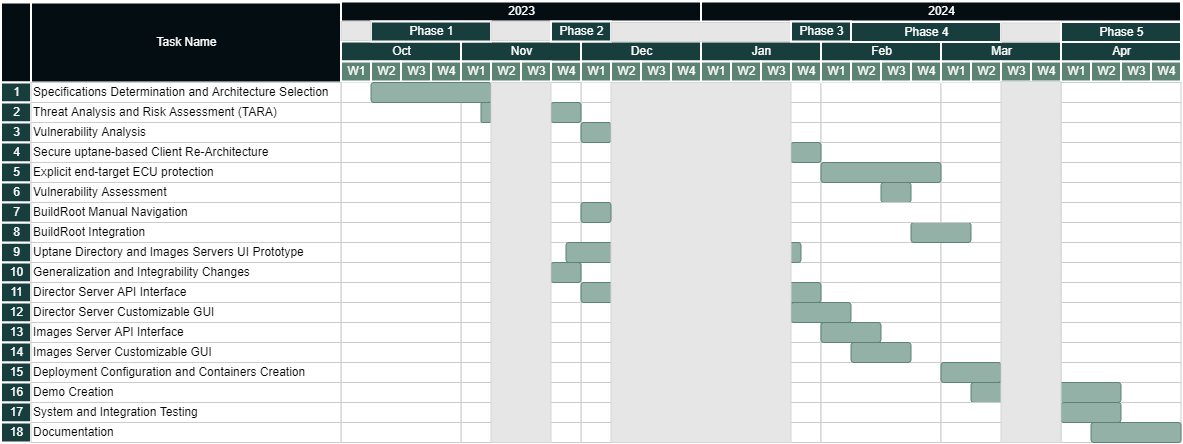 2023 2024
Task Name
Phase 1 Phase 2 Phase 3 Phase 4 Phase 5
Oct Nov Dec Jan Feb Mar Apr
W1 W2 W3 W4 W1 W2 W3 W4 W1 W2 W3 W4 W1 W2 W3 W4 W1 W2 W3 W4 W1 W2 W3 W4 W1 W2 W3 W4
1 Specifications Determination and Architecture Selection
2 Threat Analysis and Risk Assessment (TARA)
3 Vulnerability Analysis
4 Secure uptane-based Client Re-Architecture
5 Explicit end-target ECU protection
6 Vulnerability Assessment
7 BuildRoot Manual Navigation
8 BuildRoot Integration
9 Uptane Directory and Images Servers UI Prototype
10 Generalization and Integrability Changes
11 Director Server API Interface
12 Director Server Customizable GUI
13 Images Server API Interface
14 Images Server Customizable GUI
15 Deployment Configuration and Containers Creation
16 Demo Creation
17 System and Integration Testing
18 Documentation